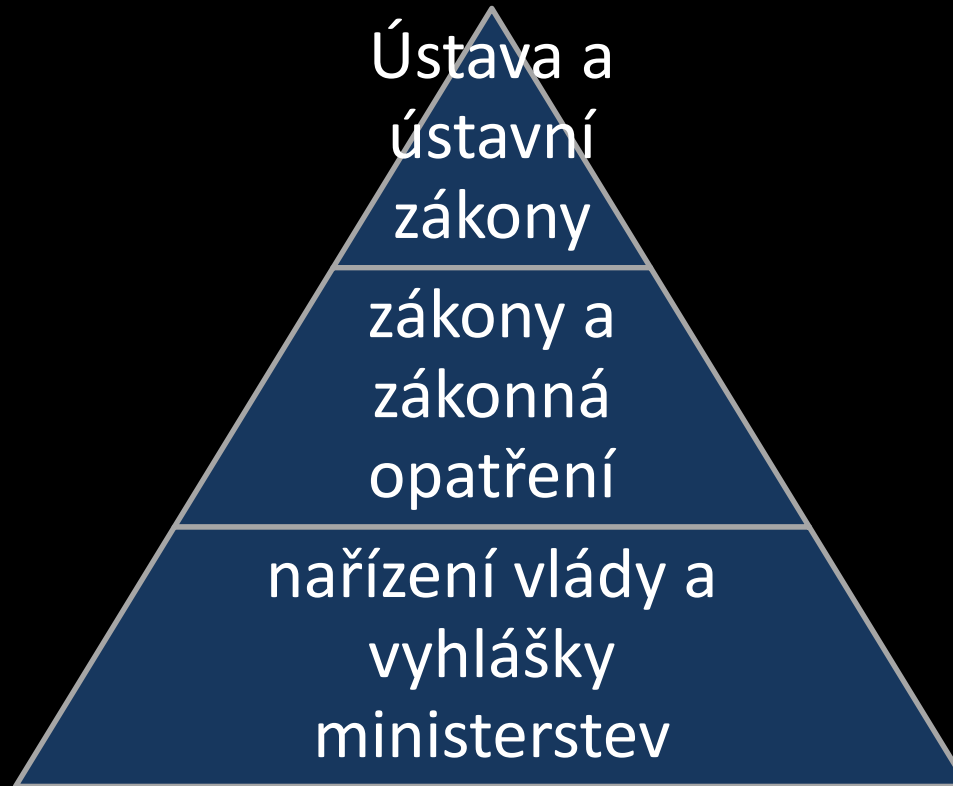 Ústava a
ústavní
zákony
zákony a
zákonná
opatření
nařízení vlády a
vyhlášky
ministerstev